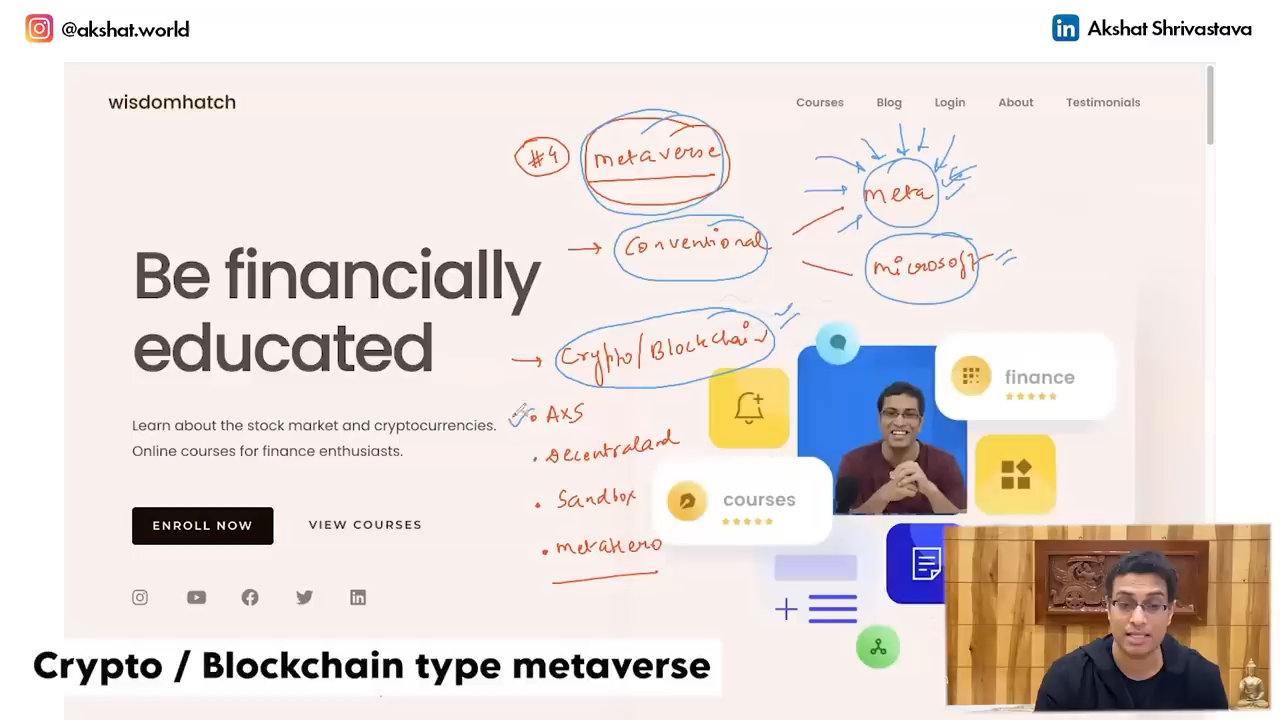 @akshat.world
Akshat Shrivastava
wisdomhatch
Courses Blog Login About Testimonials
#4 metaverse
meta
Conventional
microsoft
Be financially
educated
Crypto/Blockchain
finance
Learn about the stock market and cryptocurrencies.
Online courses for finance enthusiasts.
• AXS
• Decentraland
• Sandbox
• metaHero
courses
ENROLL NOW VIEW COURSES
Crypto / Blockchain type metaverse